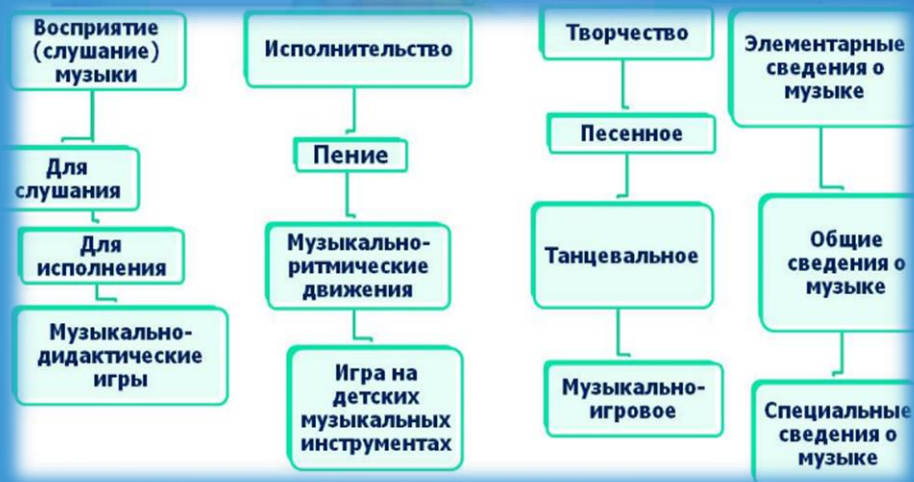 Восприятие
(слушание)
музыки
Для
слушания
Для
исполнения
Музыкально-
дидактические
игры
Исполнительство
Пение
Музыкально-
ритмические
движения
Игра на
детских
музыкальных
инструментах
Творчество
Песенное
Танцевальное
Музыкально-
игровое
Элементарные
сведения о
музыке
Общие
сведения о
музыке
Специальные
сведения о
музыке